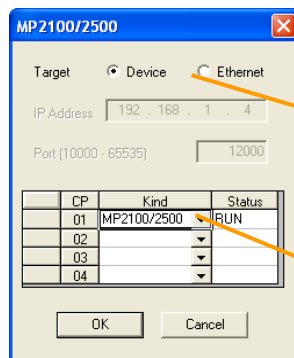 MP2100/2500
Target Device Ethernet
IP Address 192 . 168 . 1 . 4
Port (10000 - 65535) 12000
CP Kind Status
01 MP2100/2500 RUN
02
03
04
OK Cancel